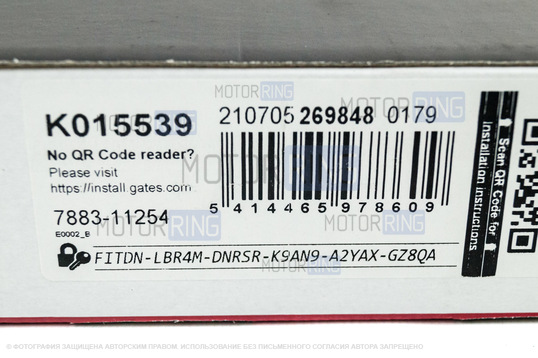 MOTORRING
K015539
210705 269848 0179
No QR Code reader?
Please visit
https://install.gates.com
5 414465 978609
7883-11254
E0002_B
FITDN-LBR4M-DNRSR-K9AN9-A2YAX-GZ8QA
Scan QR Code for
installation instructions
© ФОТОГРАФИЯ ЗАЩИЩЕНА АВТОРСКИМ ПРАВОМ. ИСПОЛЬЗОВАНИЕ БЕЗ ПИСЬМЕННОГО СОГЛАСИЯ АВТОРА ЗАПРЕЩЕНО